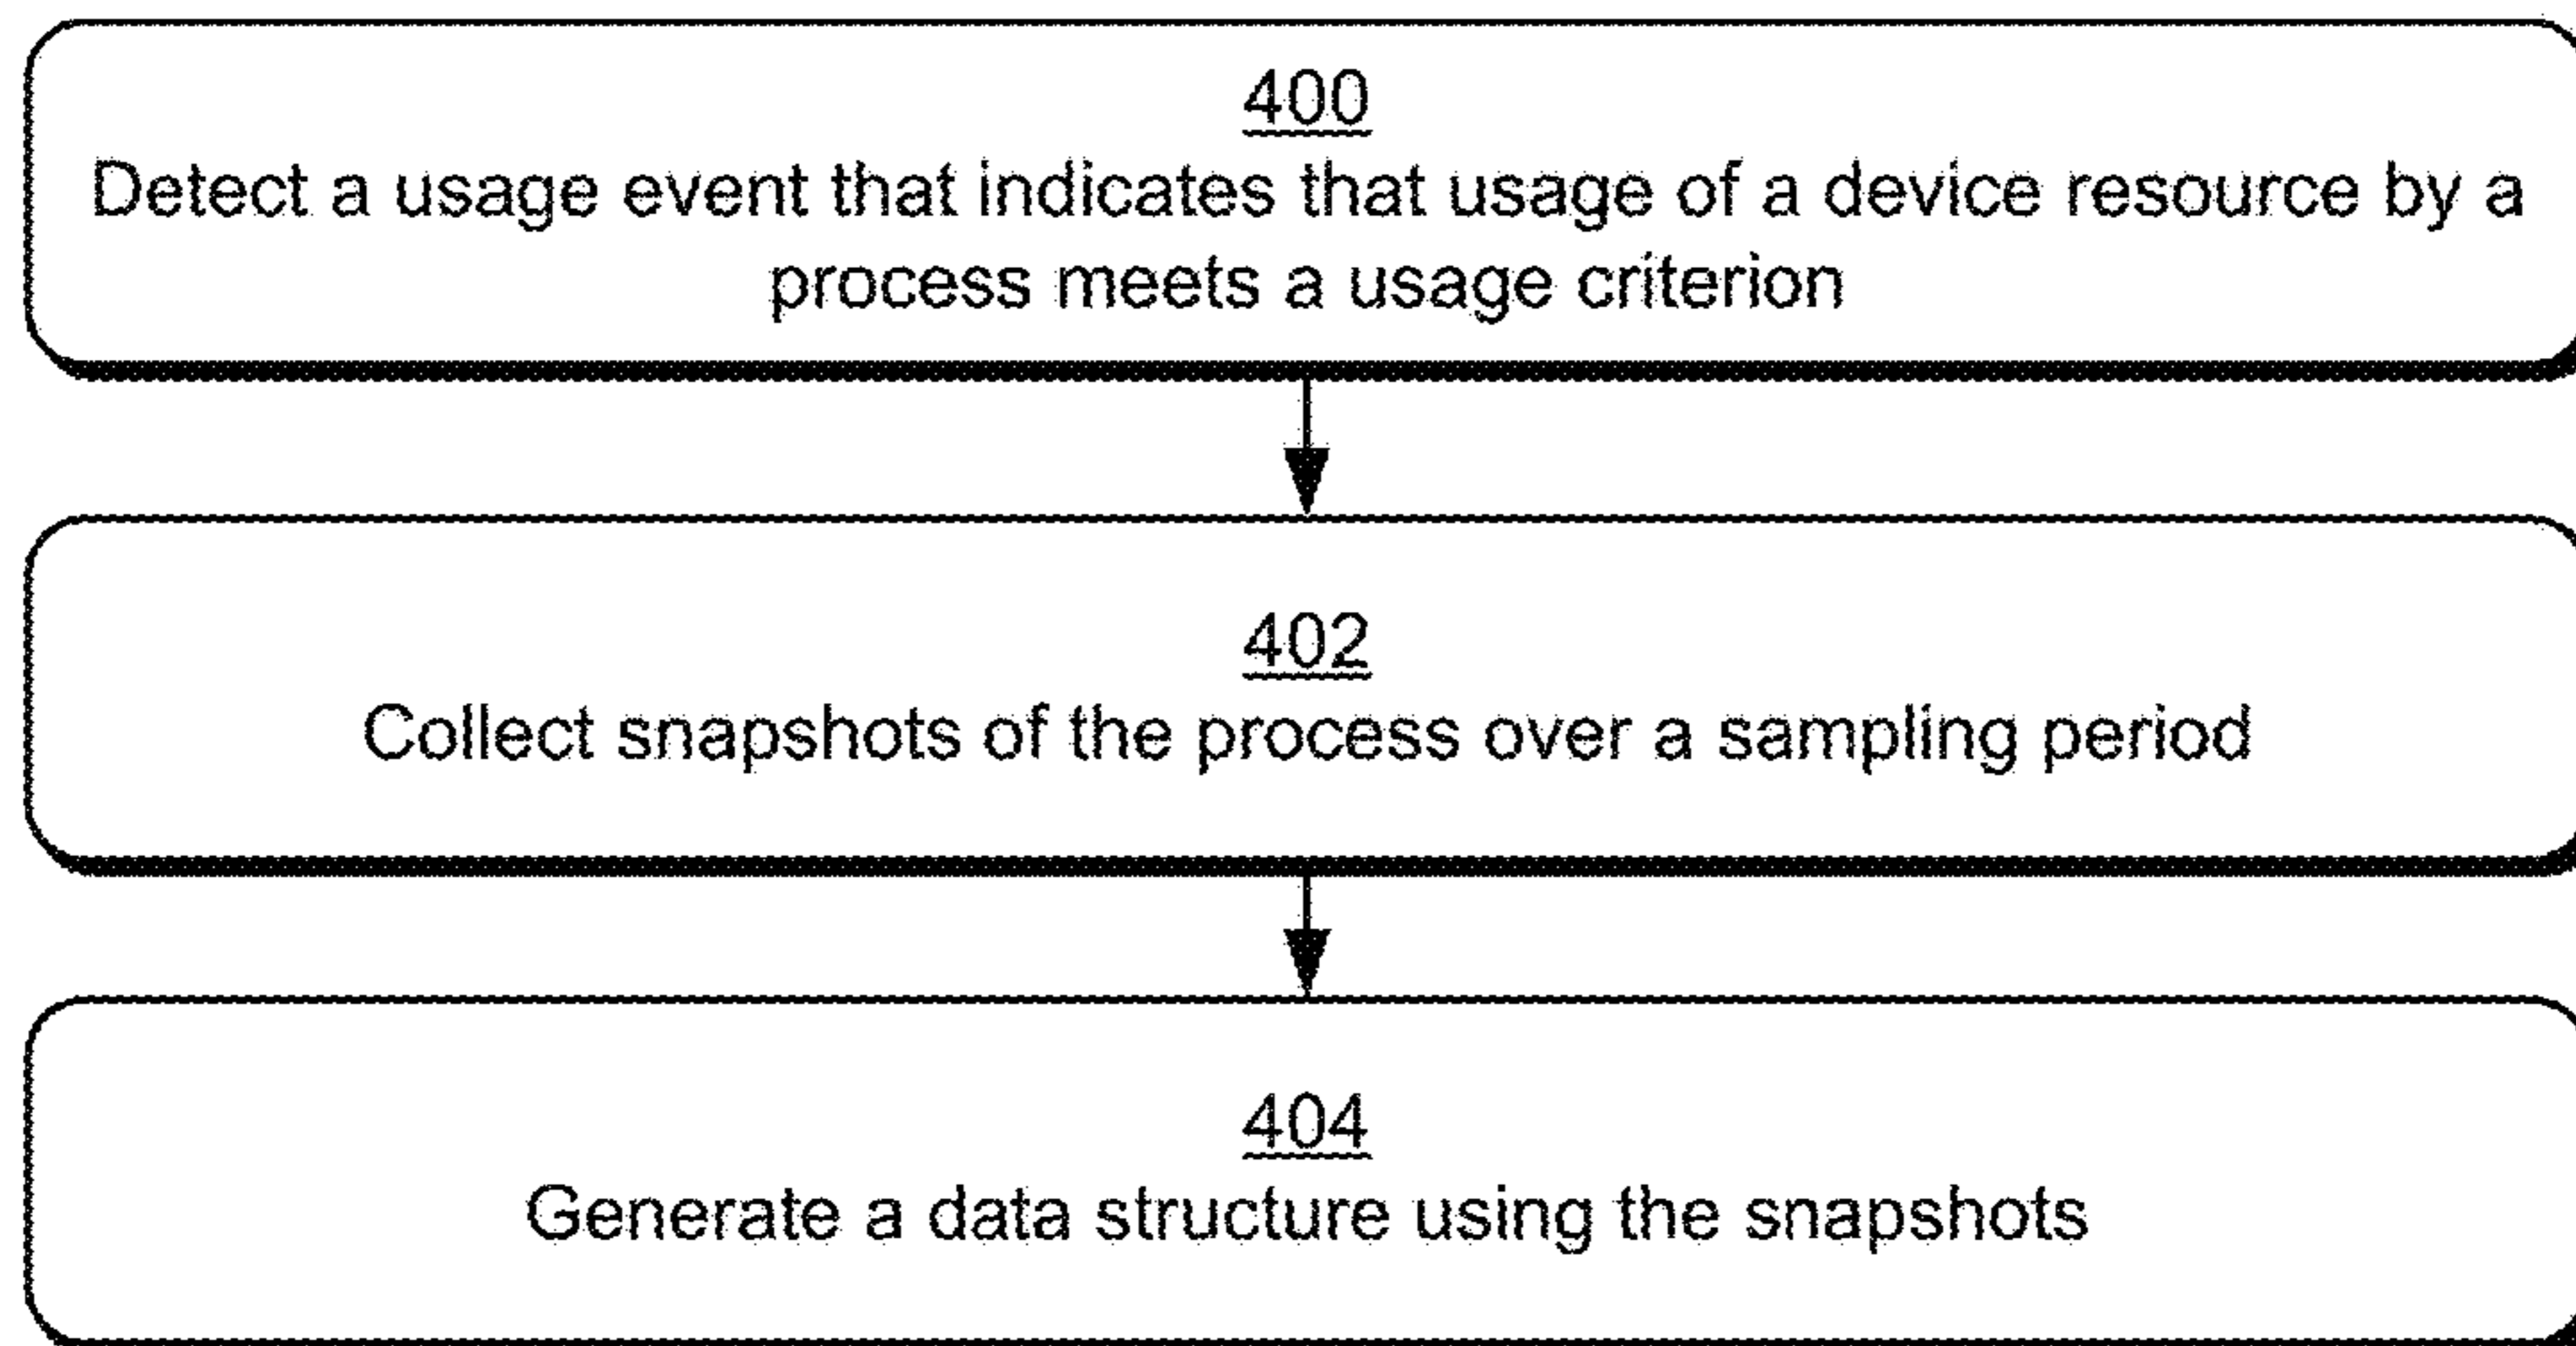 400
Detect a usage event that indicates that usage of a device resource by a
process meets a usage criterion
402
Collect snapshots of the process over a sampling period
404
Generate a data structure using the snapshots